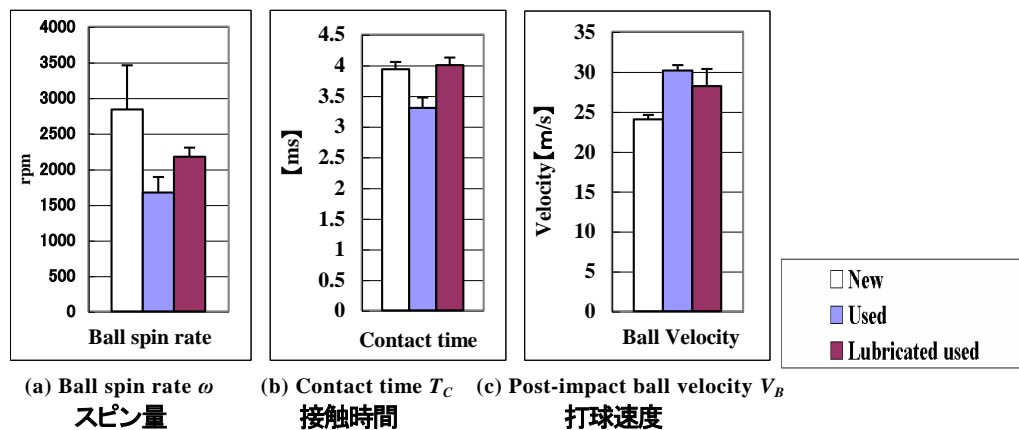 4000
3500
3000
2500
2000
1500
1000
500
0
rpm
Ball spin rate
4.5
4
3.5
3
2.5
2
1.5
1
0.5
0
【ms】
Contact time
35
30
25
20
15
10
5
0
Velocity【m/s】
Ball Velocity
New
Used
Lubricated used
(a) Ball spin rate ω
(b) Contact time T_C
(c) Post-impact ball velocity V_B
スピン量
接触時間
打球速度